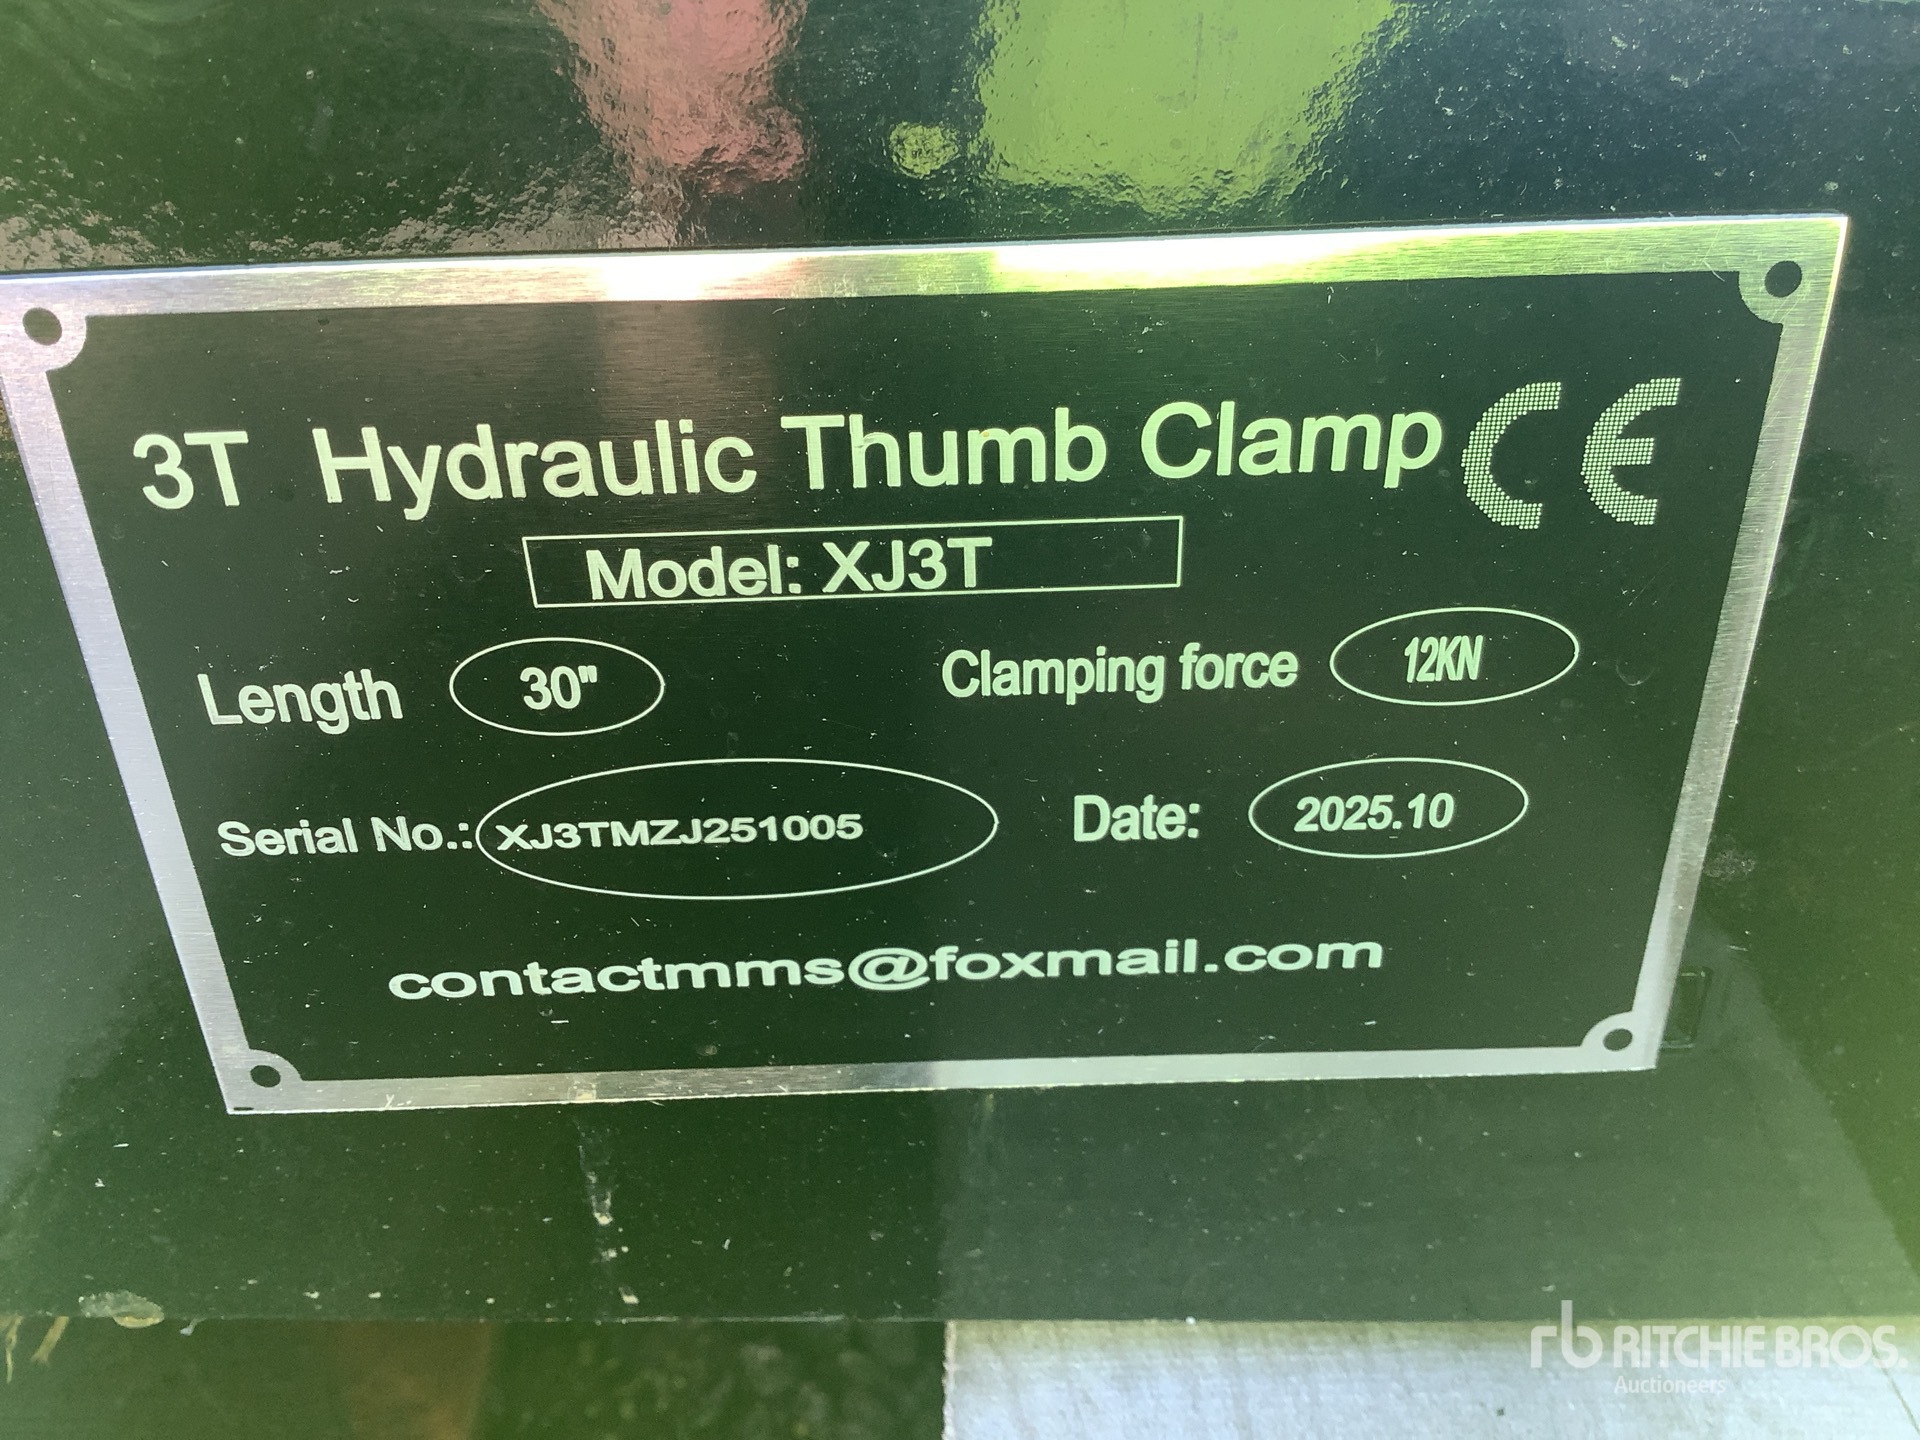 3T Hydraulic Thumb Clamp CE
Model: XJ3T
Length 30" Clamping force 12KN
Serial No.: XJ3TMZJ251005 Date: 2025.10
contactmms@foxmail.com
rb RITCHIE BROS.
Auctioneers